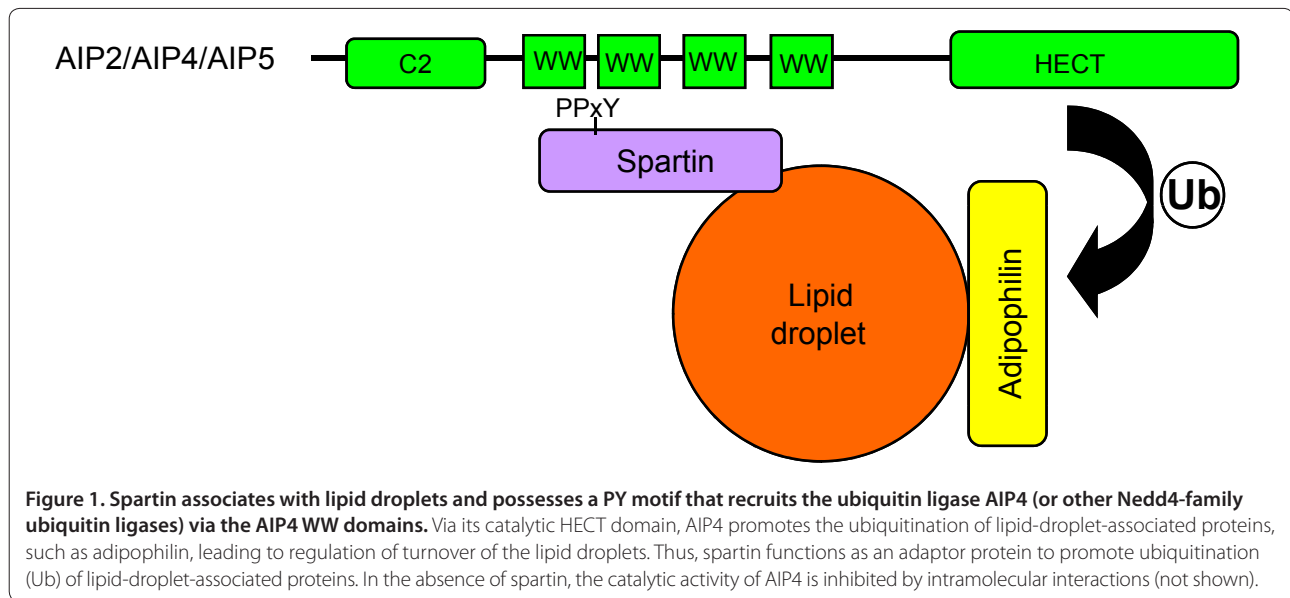 AIP2/AIP4/AIP5
C2
WW
WW
WW
WW
HECT
PPxY
Spartin
Ub
Lipid
droplet
Adipophilin
Figure 1. Spartin associates with lipid droplets and possesses a PY motif that recruits the ubiquitin ligase AIP4 (or other Nedd4-family
ubiquitin ligases) via the AIP4 WW domains. Via its catalytic HECT domain, AIP4 promotes the ubiquitination of lipid-droplet-associated proteins,
such as adipophilin, leading to regulation of turnover of the lipid droplets. Thus, spartin functions as an adaptor protein to promote ubiquitination
(Ub) of lipid-droplet-associated proteins. In the absence of spartin, the catalytic activity of AIP4 is inhibited by intramolecular interactions (not shown).